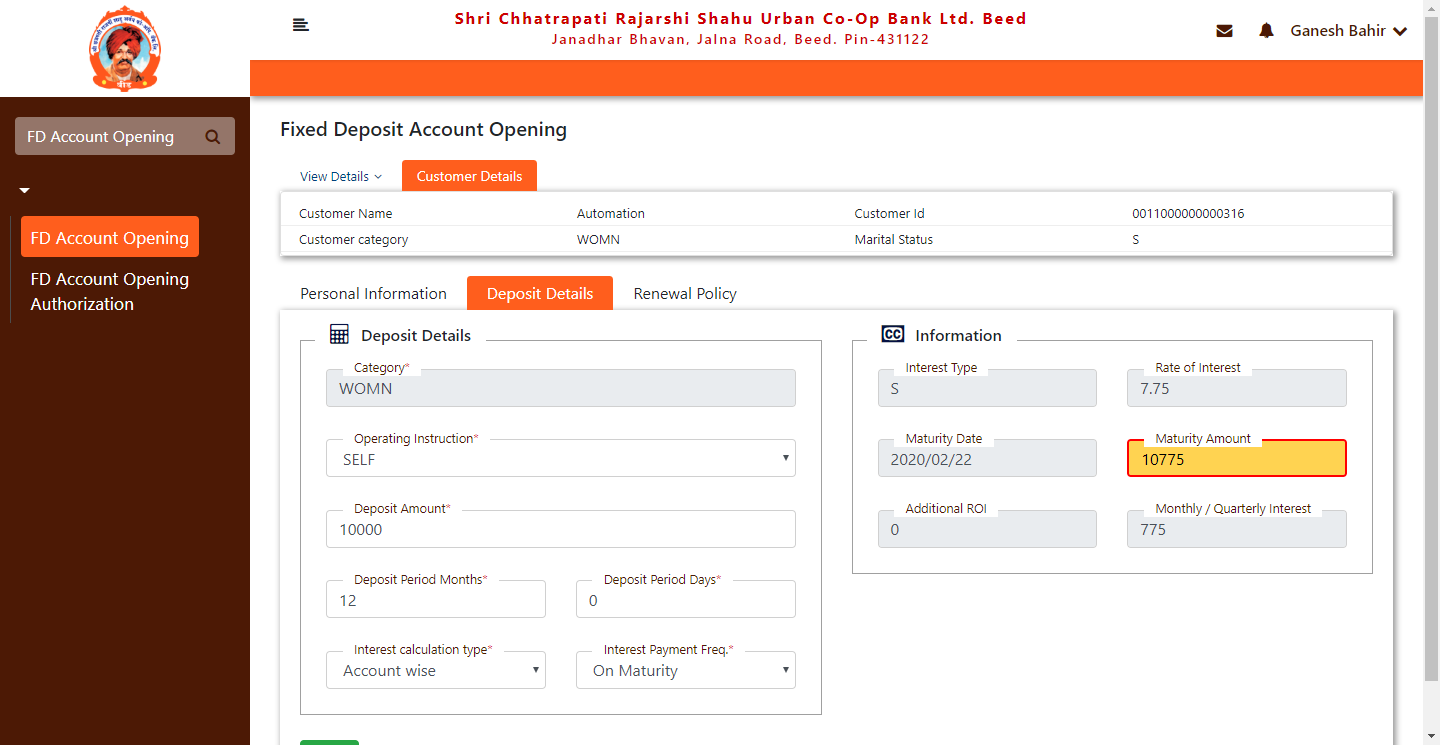 Shri Chhatrapati Rajarshi Shahu Urban Co-Op Bank Ltd. Beed
Janadhar Bhavan, Jalna Road, Beed. Pin-431122
Ganesh Bahir
FD Account Opening
FD Account Opening
FD Account Opening
Authorization
Fixed Deposit Account Opening
View Details
Customer Details
Customer Name Automation Customer Id 0011000000000316
Customer category WOMN Marital Status S
Personal Information Deposit Details Renewal Policy
Deposit Details
Category*
WOMN
Operating Instruction*
SELF
Deposit Amount*
10000
Deposit Period Months* Deposit Period Days*
12 0
Interest calculation type* Interest Payment Freq.*
Account wise On Maturity
CC Information
Interest Type Rate of Interest
S 7.75
Maturity Date Maturity Amount
2020/02/22 10775
Additional ROI Monthly / Quarterly Interest
0 775